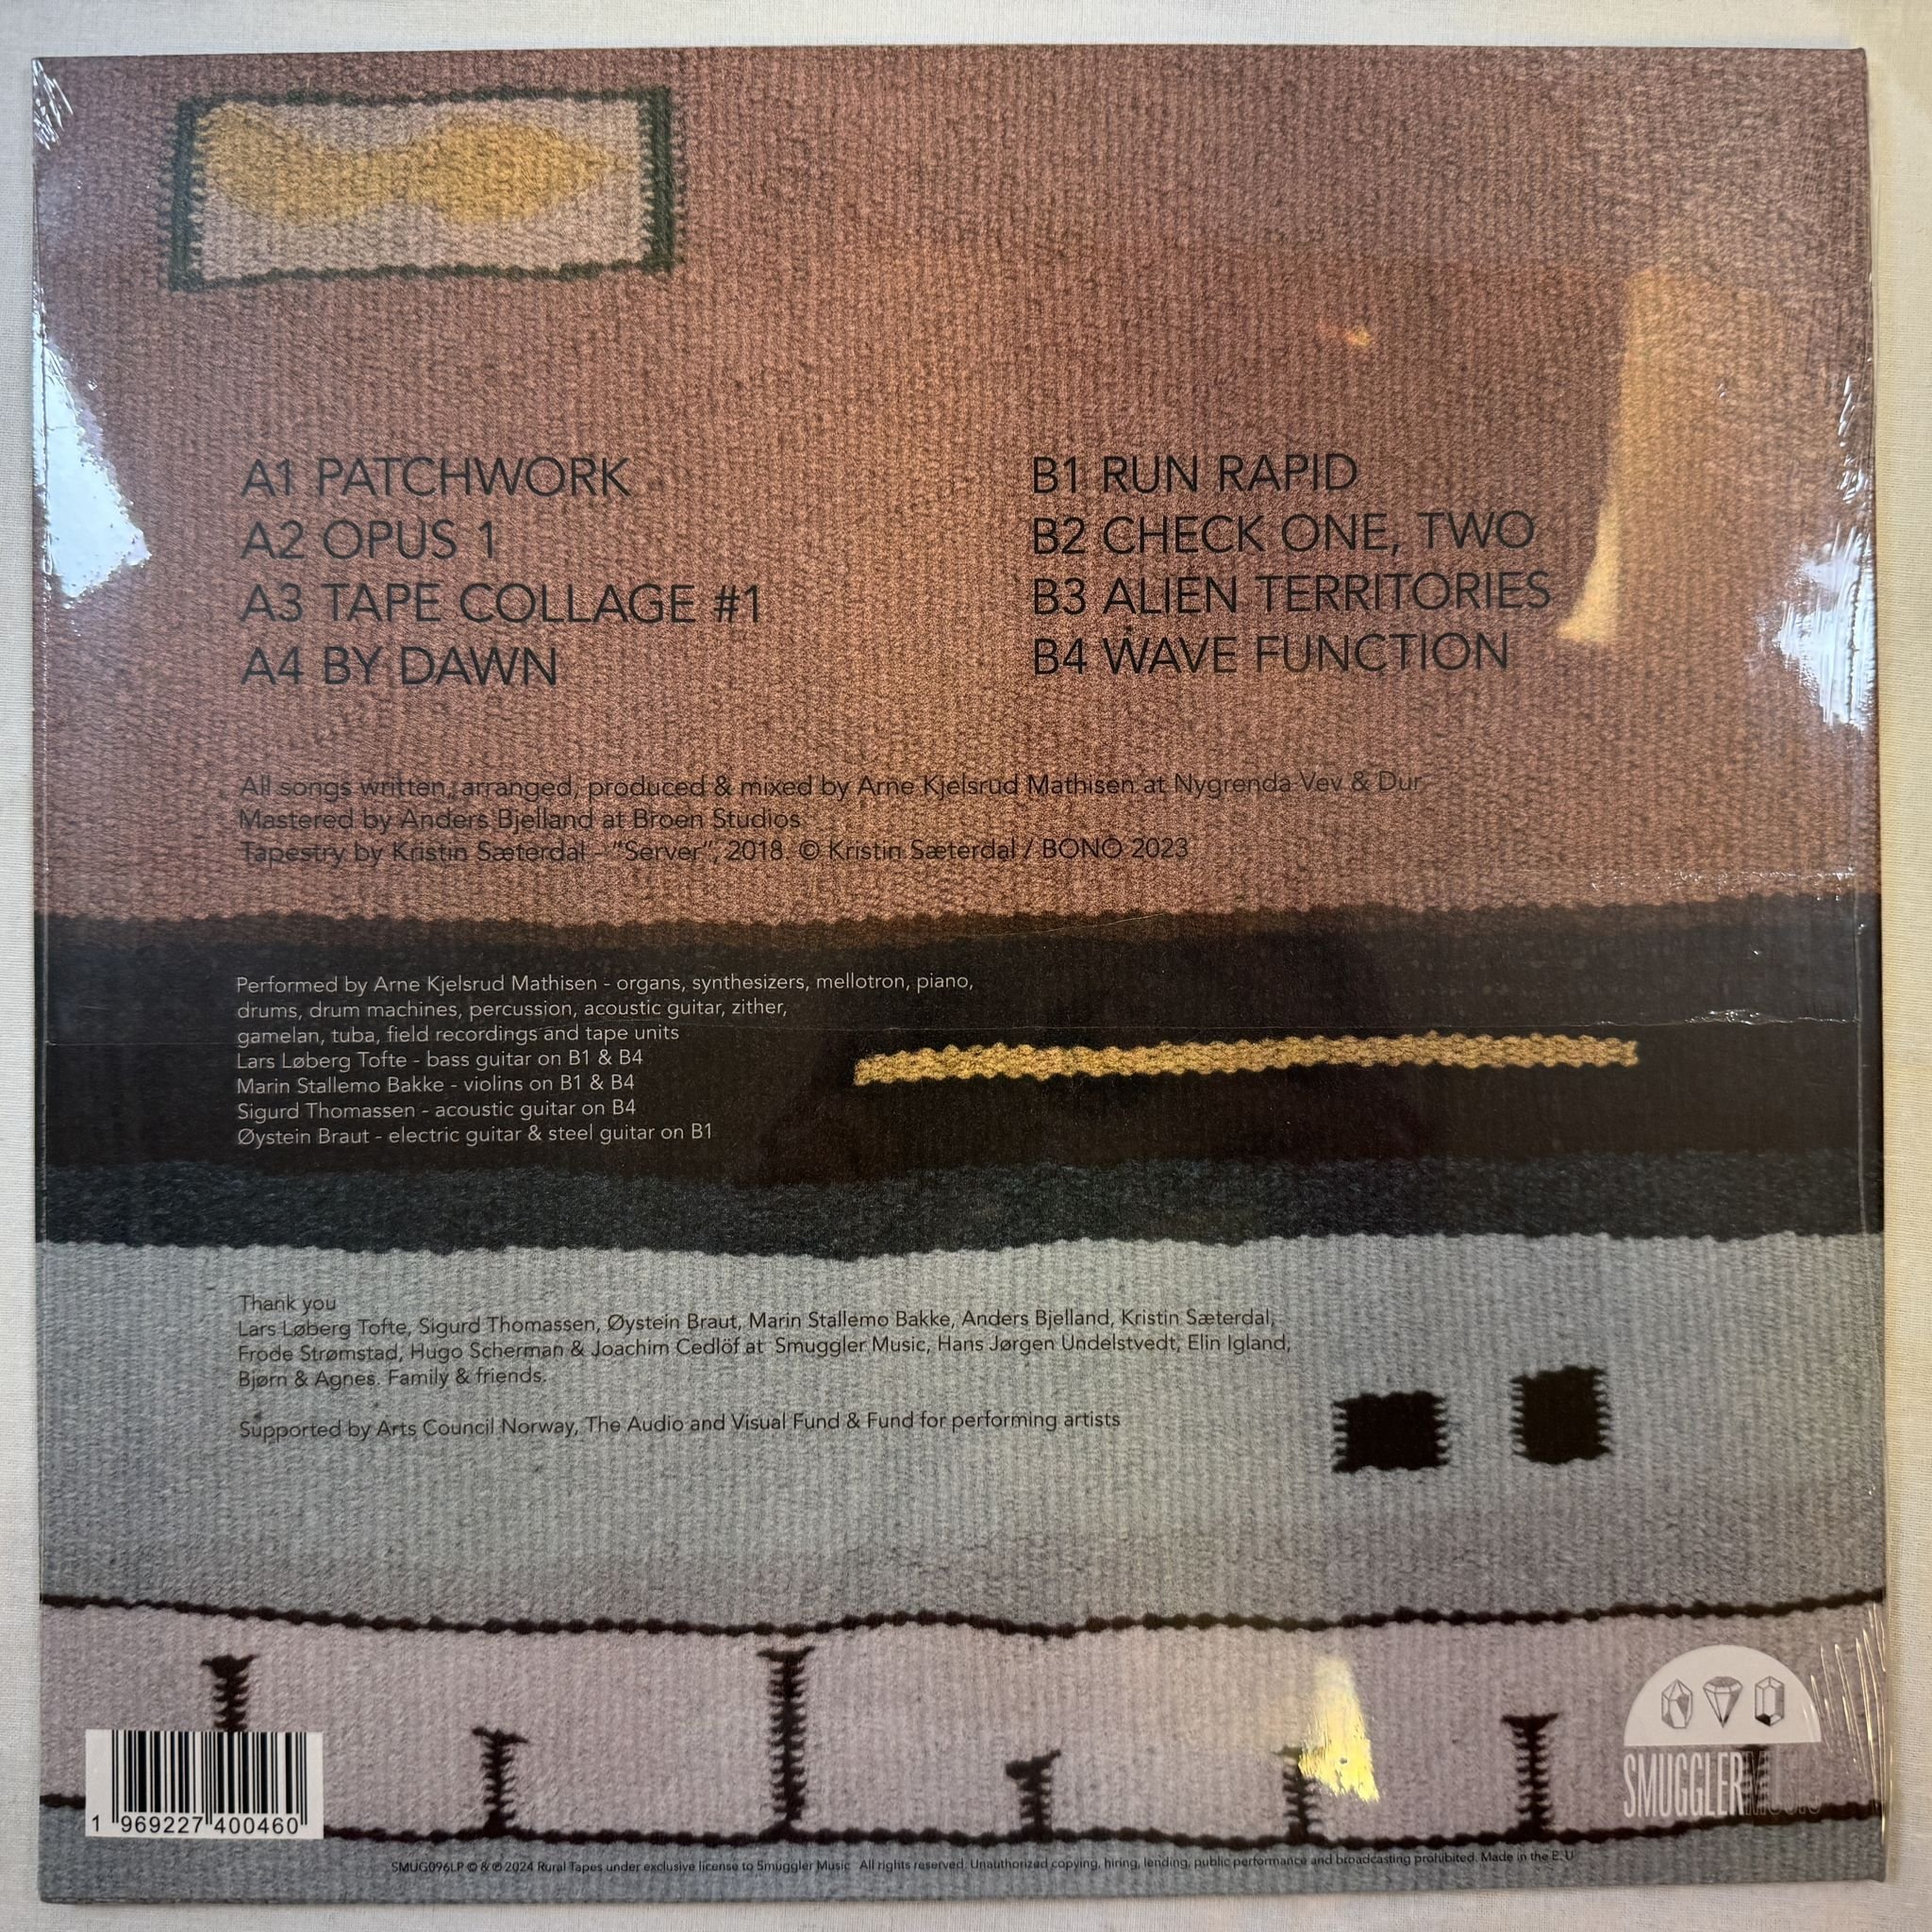 A1 PATCHWORK
A2 OPUS 1
A3 TAPE COLLAGE #1
A4 BY DAWN
B1 RUN RAPID
B2 CHECK ONE, TWO
B3 ALIEN TERRITORIES
B4 WAVE FUNCTION
All songs written, arranged, produced & mixed by Arne Kjelsrud Mathisen at Nygrenda Vev & Dur
Mastered by Anders Bjelland at Broen Studios
Tapestry by Kristin Sæterdal - "Server", 2018. © Kristin Sæterdal / BONO 2023
Performed by Arne Kjelsrud Mathisen - organs, synthesizers, mellotron, piano,
drums, drum machines, percussion, acoustic guitar, zither,
gamelan, tuba, field recordings and tape units
Lars Løberg Tofte - bass guitar on B1 & B4
Marin Stallemo Bakke - violins on B1 & B4
Sigurd Thomassen - acoustic guitar on B4
Øystein Braut - electric guitar & steel guitar on B1
Thank you
Lars Løberg Tofte, Sigurd Thomassen, Øystein Braut, Marin Stallemo Bakke, Anders Bjelland, Kristin Sæterdal,
Frode Strømstad, Hugo Scherman & Joachim Cedlöf at Smuggler Music, Hans Jørgen Undelstvedt, Elin Igland,
Bjørn & Agnes. Family & friends.
Supported by Arts Council Norway, The Audio and Visual Fund & Fund for performing artists
SMUGGLERMUSIC
1 969227 400460
SMUG096LP © & ℗ 2024 Rural Tapes under exclusive license to Smuggler Music All rights reserved. Unauthorized copying, hiring, lending, public performance and broadcasting prohibited. Made in the E.U